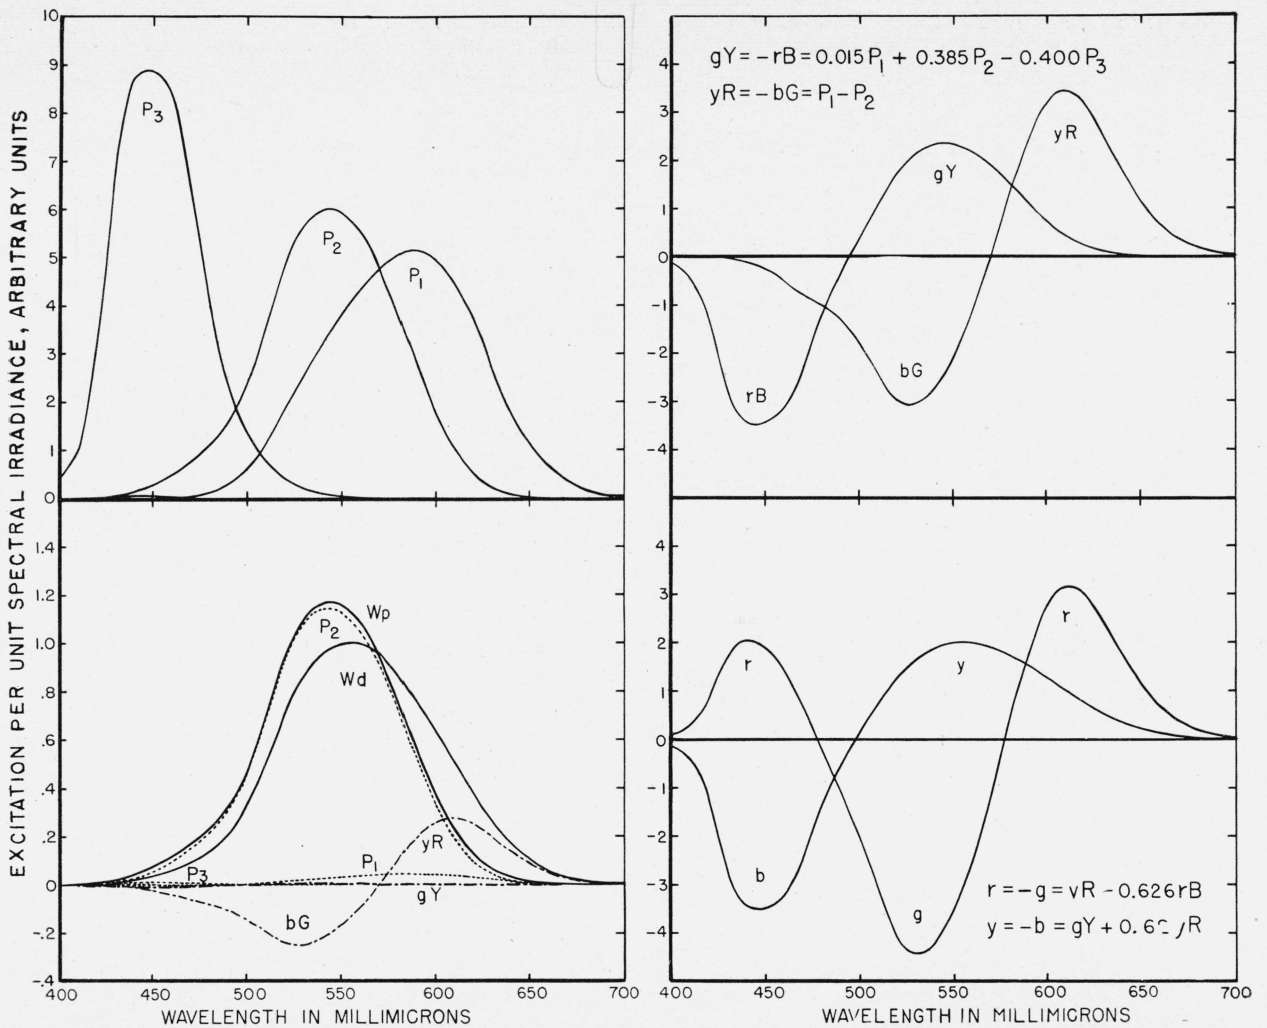 EXCITATION PER UNIT SPECTRAL IRRADIANCE, ARBITRARY UNITS
10
9
8
7
6
5
4
3
2
1
0
P3
P2
P1
gY = -rB = 0.015 P1 + 0.385 P2 - 0.400 P3
yR = -bG = P1 - P2
4
3
2
1
0
-1
-2
-3
-4
gY
yR
rB
bG
1.4
1.2
1.0
.8
.6
.4
.2
0
-.2
-.4
Wp
P2
Wd
P3
P1
yR
gY
bG
400 450 500 550 600 650 700
WAVELENGTH IN MILLIMICRONS
4
3
2
1
0
-1
-2
-3
-4
r
y
r
b
g
r = -g = yR - 0.626 rB
y = -b = gY + R
400 450 500 550 600 650 700
WAVELENGTH IN MILLIMICRONS